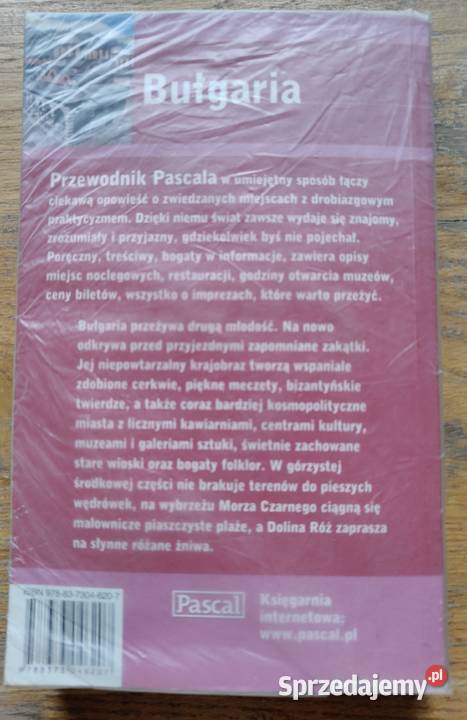 Bułgaria
Przewodnik Pascala w umiejętny sposób łączy
ciekawą opowieść o zwiedzanych miejscach z drobiazgowym
praktycyzmem. Dzięki niemu świat zawsze wydaje się znajomy,
zrozumiały i przyjazny, gdziekolwiek byś nie pojechał.
Poręczny, treściwy, bogaty w informacje, zawiera opisy
miejsc noclegowych, restauracji, godziny otwarcia muzeów,
ceny biletów, wszystko o imprezach, które warto przeżyć.
Bułgaria przeżywa drugą młodość. Na nowo
odkrywa przed przyjezdnymi zapomniane zakątki.
Jej niepowtarzalny krajobraz tworzą wspaniale
zdobione cerkwie, piękne meczety, bizantyńskie
twierdze, a także coraz bardziej kosmopolityczne
miasta z licznymi kawiarniami, centrami kultury,
muzeami i galeriami sztuki, świetnie zachowane
stare wioski oraz bogaty folklor. W górzystej
środkowej części nie brakuje terenów do pieszych
wędrówek, na wybrzeżu Morza Czarnego ciągną się
malownicze piaszczyste plaże, a Dolina Róż zaprasza
na słynne różane żniwa.
ISBN 978-83-7304-620-7
Pascal
Księgarnia
internetowa:
www.pascal.pl
Sprzedajemy.pl